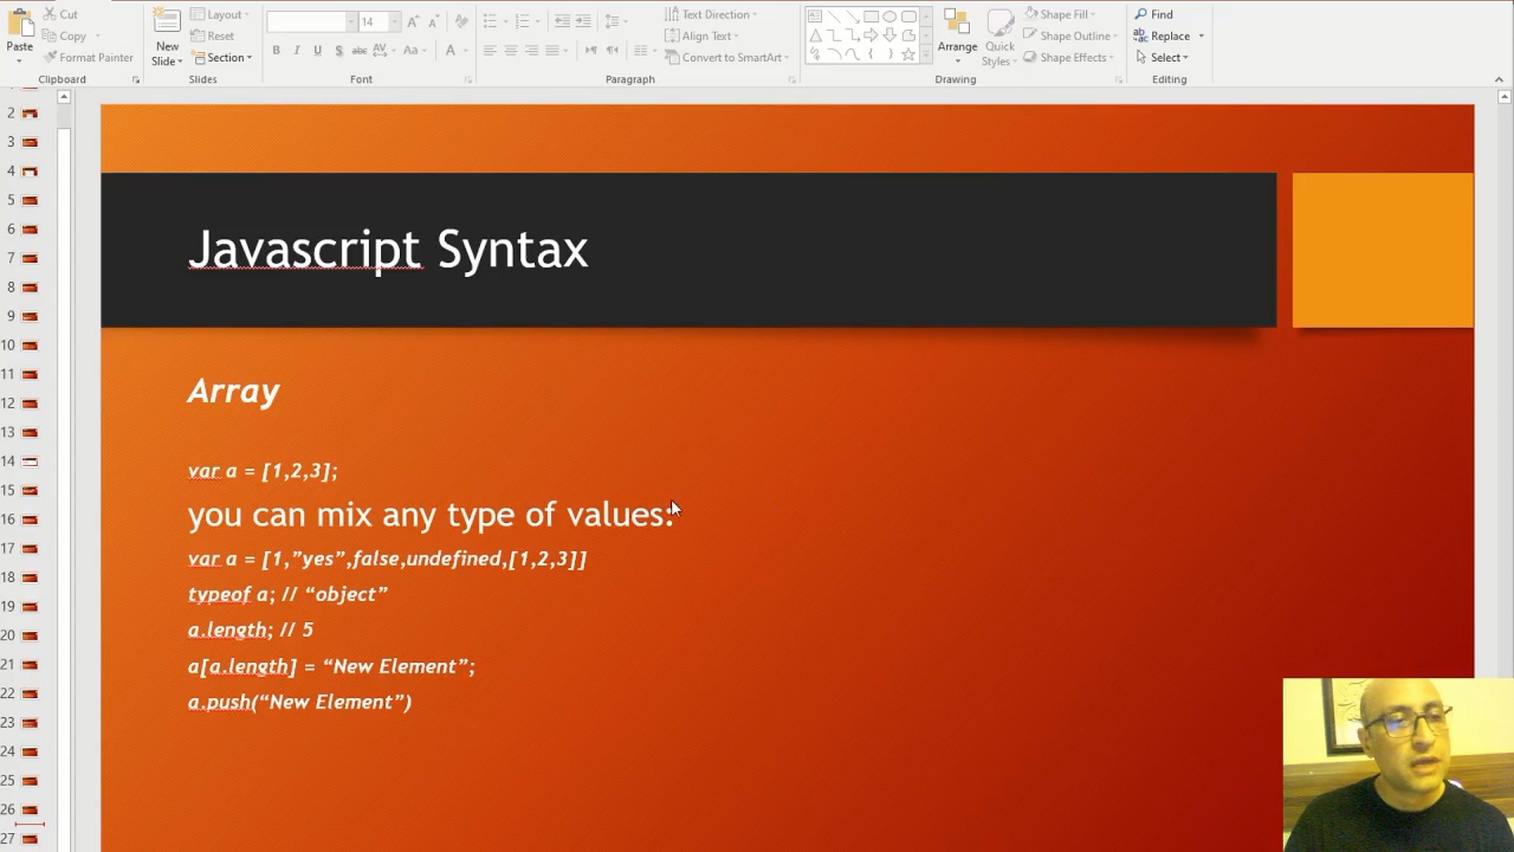 Cut
Copy
Format Painter
Paste
Clipboard
New
Slide
Layout
Reset
Section
Slides
14
A A
B I U S abc AV Aa A
Font
Paragraph
Text Direction
Align Text
Convert to SmartArt
Arrange
Quick
Styles
Shape Fill
Shape Outline
Shape Effects
Drawing
Find
Replace
Select
Editing
2
3
4
5
6
7
8
9
10
11
12
13
14
15
16
17
18
19
20
21
22
23
24
25
26
27
Javascript Syntax
Array
var a = [1,2,3];
you can mix any type of values:
var a = [1,”yes”,false,undefined,[1,2,3]]
typeof a; // “object”
a.length; // 5
a[a.length] = “New Element”;
a.push(“New Element”)